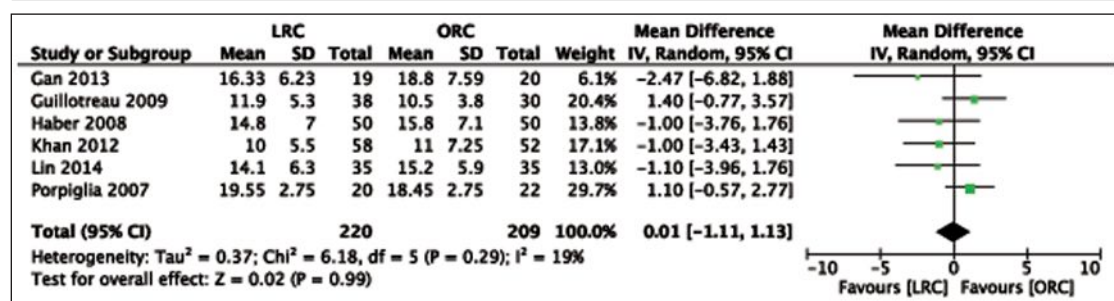 LRC ORC Mean Difference Mean Difference
Study or Subgroup Mean SD Total Mean SD Total Weight IV, Random, 95% CI IV, Random, 95% CI
Gan 2013 16.33 6.23 19 18.8 7.59 20 6.1% −2.47 [−6.82, 1.88]
Guillotreau 2009 11.9 5.3 38 10.5 3.8 30 20.4% 1.40 [−0.77, 3.57]
Haber 2008 14.8 7 50 15.8 7.1 50 13.8% −1.00 [−3.76, 1.76]
Khan 2012 10 5.5 58 11 7.25 52 17.1% −1.00 [−3.43, 1.43]
Lin 2014 14.1 6.3 35 15.2 5.9 35 13.0% −1.10 [−3.96, 1.76]
Porpiglia 2007 19.55 2.75 20 18.45 2.75 22 29.7% 1.10 [−0.57, 2.77]
Total (95% CI) 220 209 100.0% 0.01 [−1.11, 1.13]
Heterogeneity: Tau² = 0.37; Chi² = 6.18, df = 5 (P = 0.29); I² = 19%
Test for overall effect: Z = 0.02 (P = 0.99)
−10 −5 0 5 10
Favours [LRC] Favours [ORC]